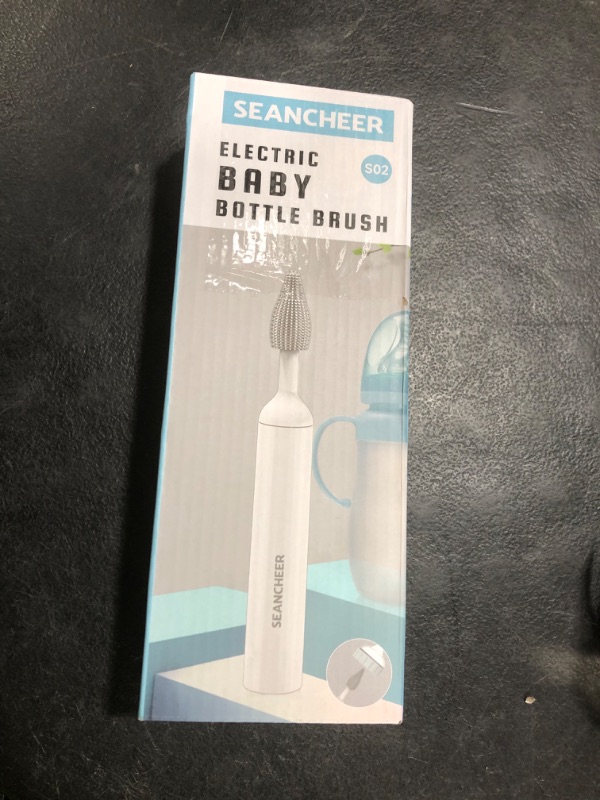 SEANCHEER
ELECTRIC
S02
BABY
BOTTLE BRUSH
SEANCHEER